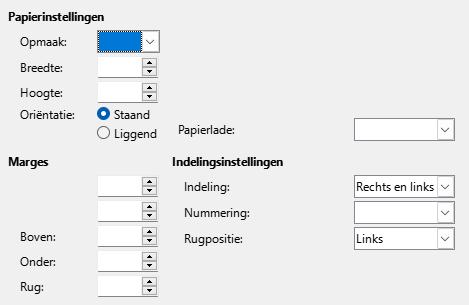 Papierinstellingen
Opmaak:
Breedte:
Hoogte:
Oriëntatie: Staand
Liggend
Papierlade:
Marges
Boven:
Onder:
Rug:
Indelingsinstellingen
Indeling: Rechts en links
Nummering:
Rugpositie: Links